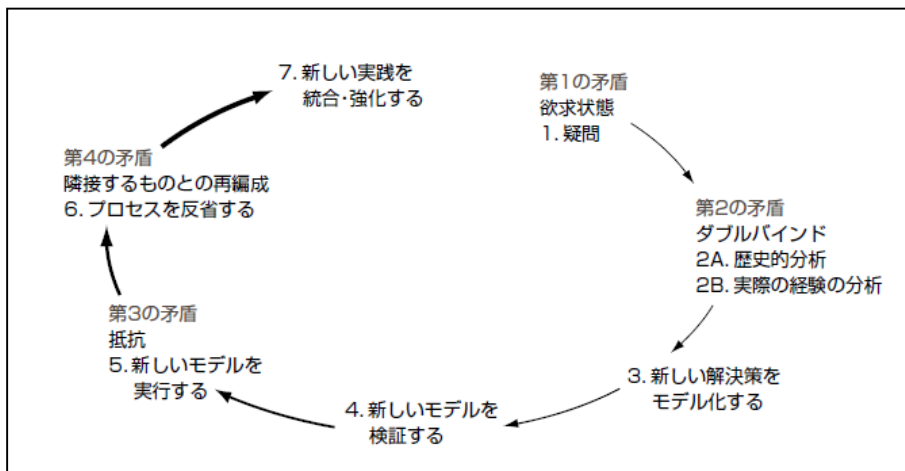 第1の矛盾
欲求状態
1. 疑問
第2の矛盾
ダブルバインド
2A. 歴史的分析
2B. 実際の経験の分析
3. 新しい解決策を
モデル化する
4. 新しいモデルを
検証する
第3の矛盾
抵抗
5. 新しいモデルを
実行する
第4の矛盾
隣接するものとの再編成
6. プロセスを反省する
7. 新しい実践を
統合・強化する